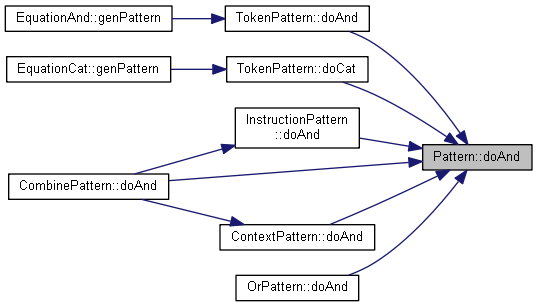 EquationAnd::genPattern
TokenPattern::doAnd
EquationCat::genPattern
TokenPattern::doCat
InstructionPattern
::doAnd
Pattern::doAnd
CombinePattern::doAnd
ContextPattern::doAnd
OrPattern::doAnd